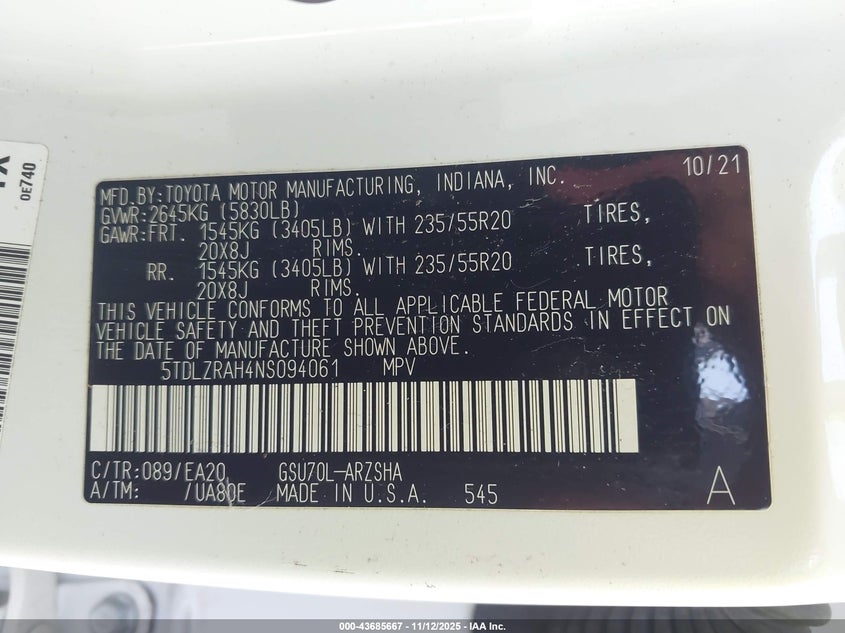 MFD.BY:TOYOTA MOTOR MANUFACTURING, INDIANA, INC. 10/21
GVWR:2645KG (5830LB)
GAWR:FRT. 1545KG (3405LB) WITH 235/55R20 TIRES,
20X8J RIMS.
RR. 1545KG (3405LB) WITH 235/55R20 TIRES,
20X8J RIMS.
THIS VEHICLE CONFORMS TO ALL APPLICABLE FEDERAL MOTOR
VEHICLE SAFETY AND THEFT PREVENTION STANDARDS IN EFFECT ON
THE DATE OF MANUFACTURE SHOWN ABOVE.
5TDLZRAH4NS094061 MPV
C/TR:089/EA20 GSU70L-ARZSHA
A/TM: /UA80E MADE IN U.S.A. 545 A
0E740
000-43685667 - 11/12/2025 - IAA Inc.